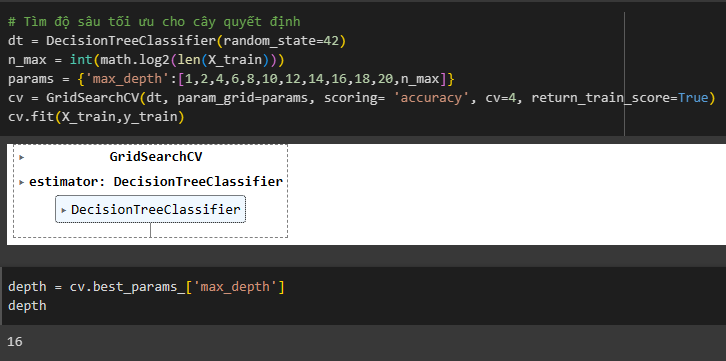 # Tìm độ sâu tối ưu cho cây quyết định
dt = DecisionTreeClassifier(random_state=42)
n_max = int(math.log2(len(X_train)))
params = {'max_depth':[1,2,4,6,8,10,12,14,16,18,20,n_max]}
cv = GridSearchCV(dt, param_grid=params, scoring= 'accuracy', cv=4, return_train_score=True)
cv.fit(X_train,y_train)
GridSearchCV
estimator: DecisionTreeClassifier
DecisionTreeClassifier
depth = cv.best_params_['max_depth']
depth
16